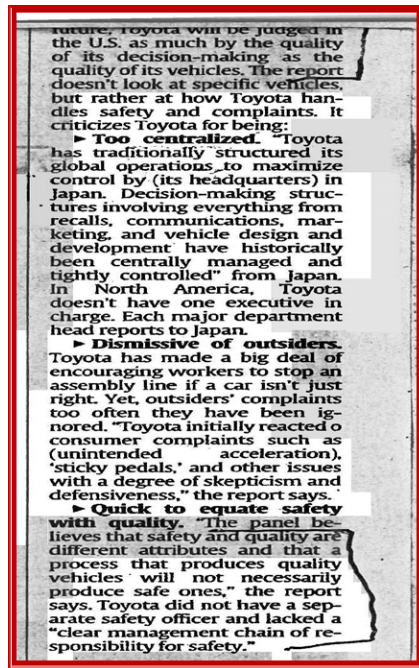 future, Toyota will be judged in
the U.S. as much by the quality
of its decision-making as the
quality of its vehicles. The report
doesn't look at specific vehicles,
but rather at how Toyota han-
dles safety and complaints. It
criticizes Toyota for being:
► Too centralized. "Toyota
has traditionally structured its
global operations to maximize
control by (its headquarters) in
Japan. Decision-making struc-
tures involving everything from
recalls, communications, mar-
keting, and vehicle design and
development have historically
been centrally managed and
tightly controlled" from Japan.
In North America, Toyota
doesn't have one executive in
charge. Each major department
head reports to Japan.
► Dismissive of outsiders.
Toyota has made a big deal of
encouraging workers to stop an
assembly line if a car isn't just
right. Yet, outsiders' complaints
too often they have been ig-
nored. "Toyota initially reacted o
consumer complaints such as
(unintended acceleration),
'sticky pedals,' and other issues
with a degree of skepticism and
defensiveness," the report says.
► Quick to equate safety
with quality. "The panel be-
lieves that safety and quality are
different attributes and that a
process that produces quality
vehicles will not necessarily
produce safe ones," the report
says. Toyota did not have a sep-
arate safety officer and lacked a
"clear management chain of re-
sponsibility for safety."